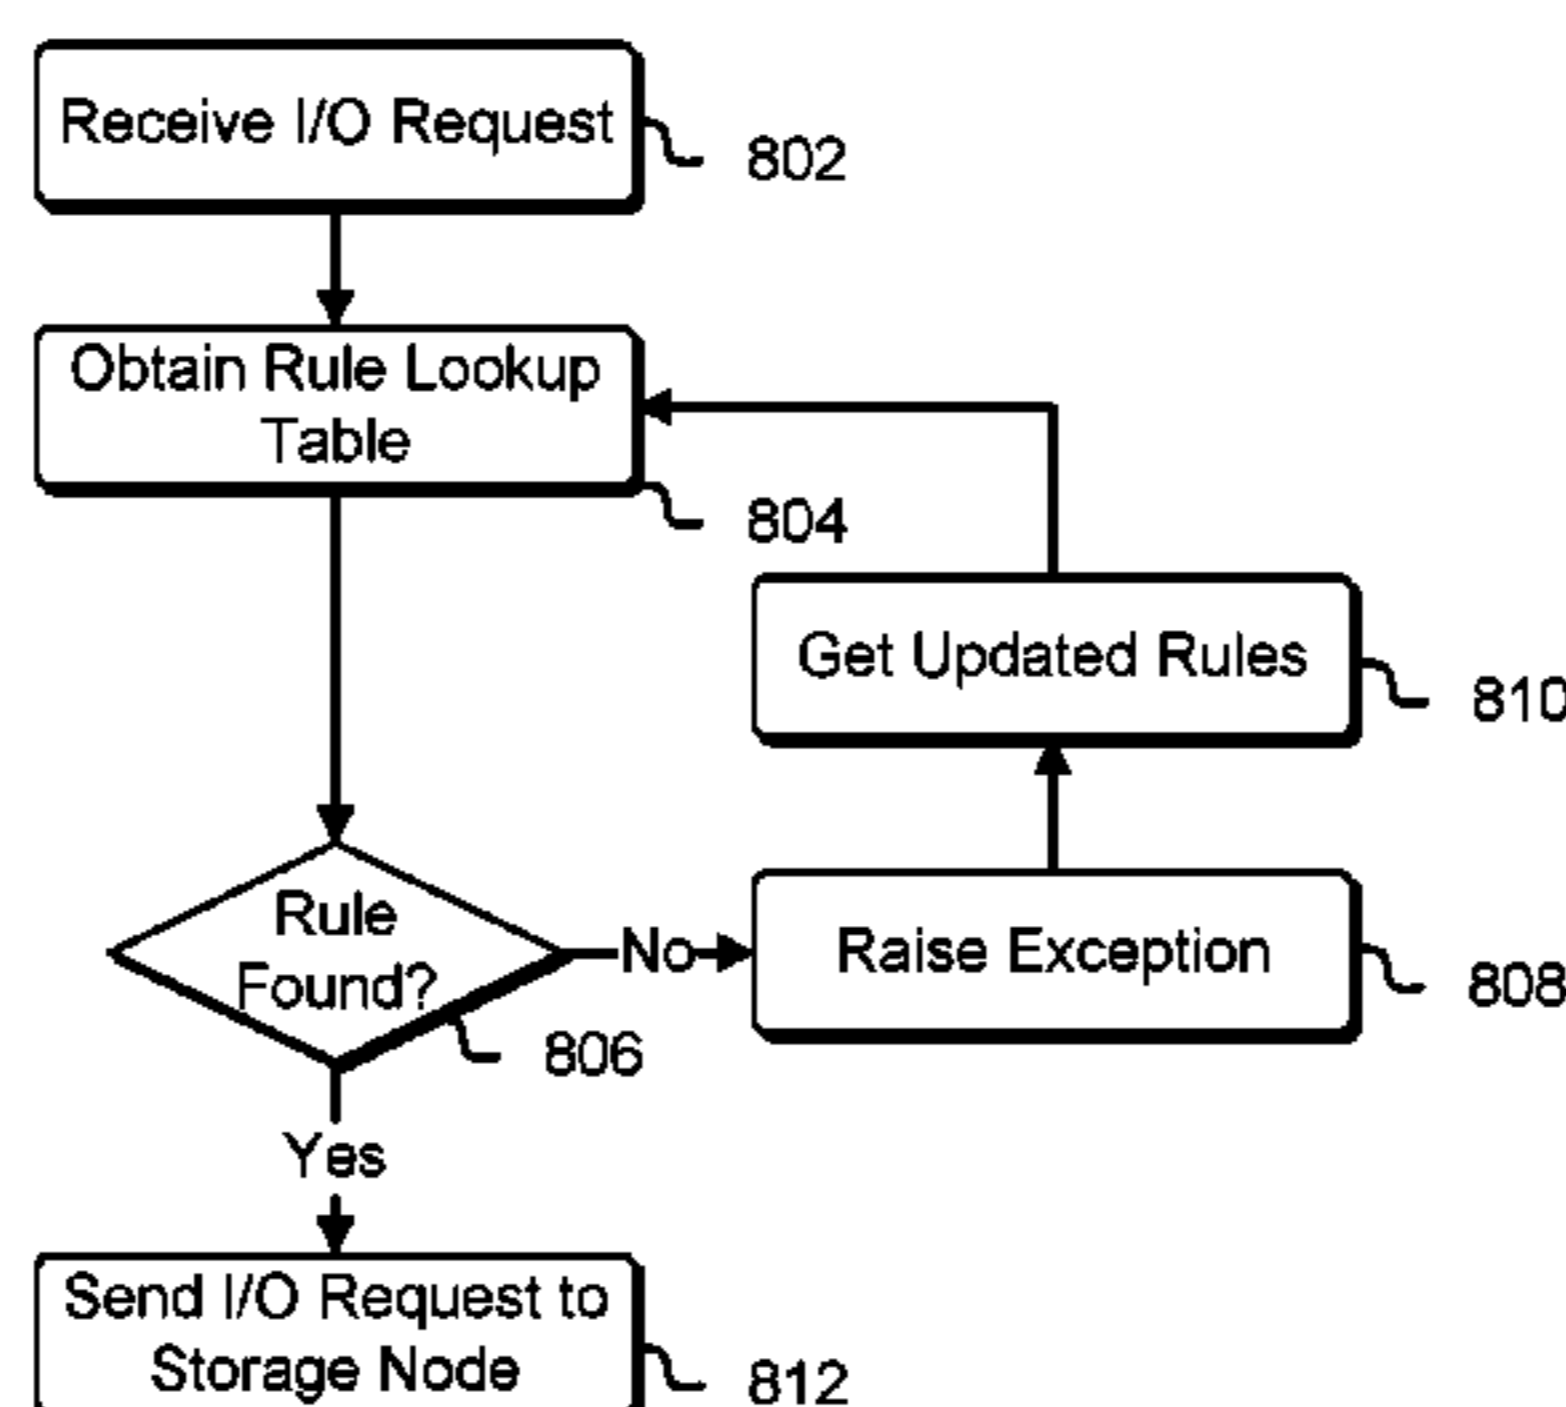 Receive I/O Request
802
Obtain Rule Lookup
Table
804
Get Updated Rules
810
Rule
Found?
806
No
Raise Exception
808
Yes
Send I/O Request to
Storage Node
812